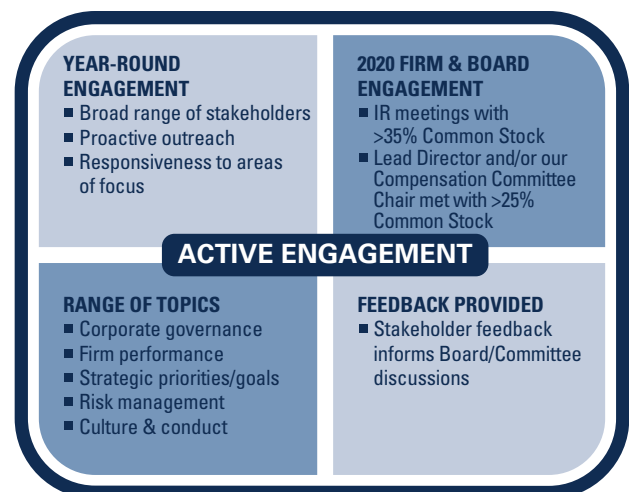 YEAR-ROUND
ENGAGEMENT
■ Broad range of stakeholders
■ Proactive outreach
■ Responsiveness to areas
of focus
2020 FIRM & BOARD
ENGAGEMENT
■ IR meetings with
>35% Common Stock
■ Lead Director and/or our
Compensation Committee
Chair met with >25%
Common Stock
ACTIVE ENGAGEMENT
RANGE OF TOPICS
■ Corporate governance
■ Firm performance
■ Strategic priorities/goals
■ Risk management
■ Culture & conduct
FEEDBACK PROVIDED
■ Stakeholder feedback
informs Board/Committee
discussions